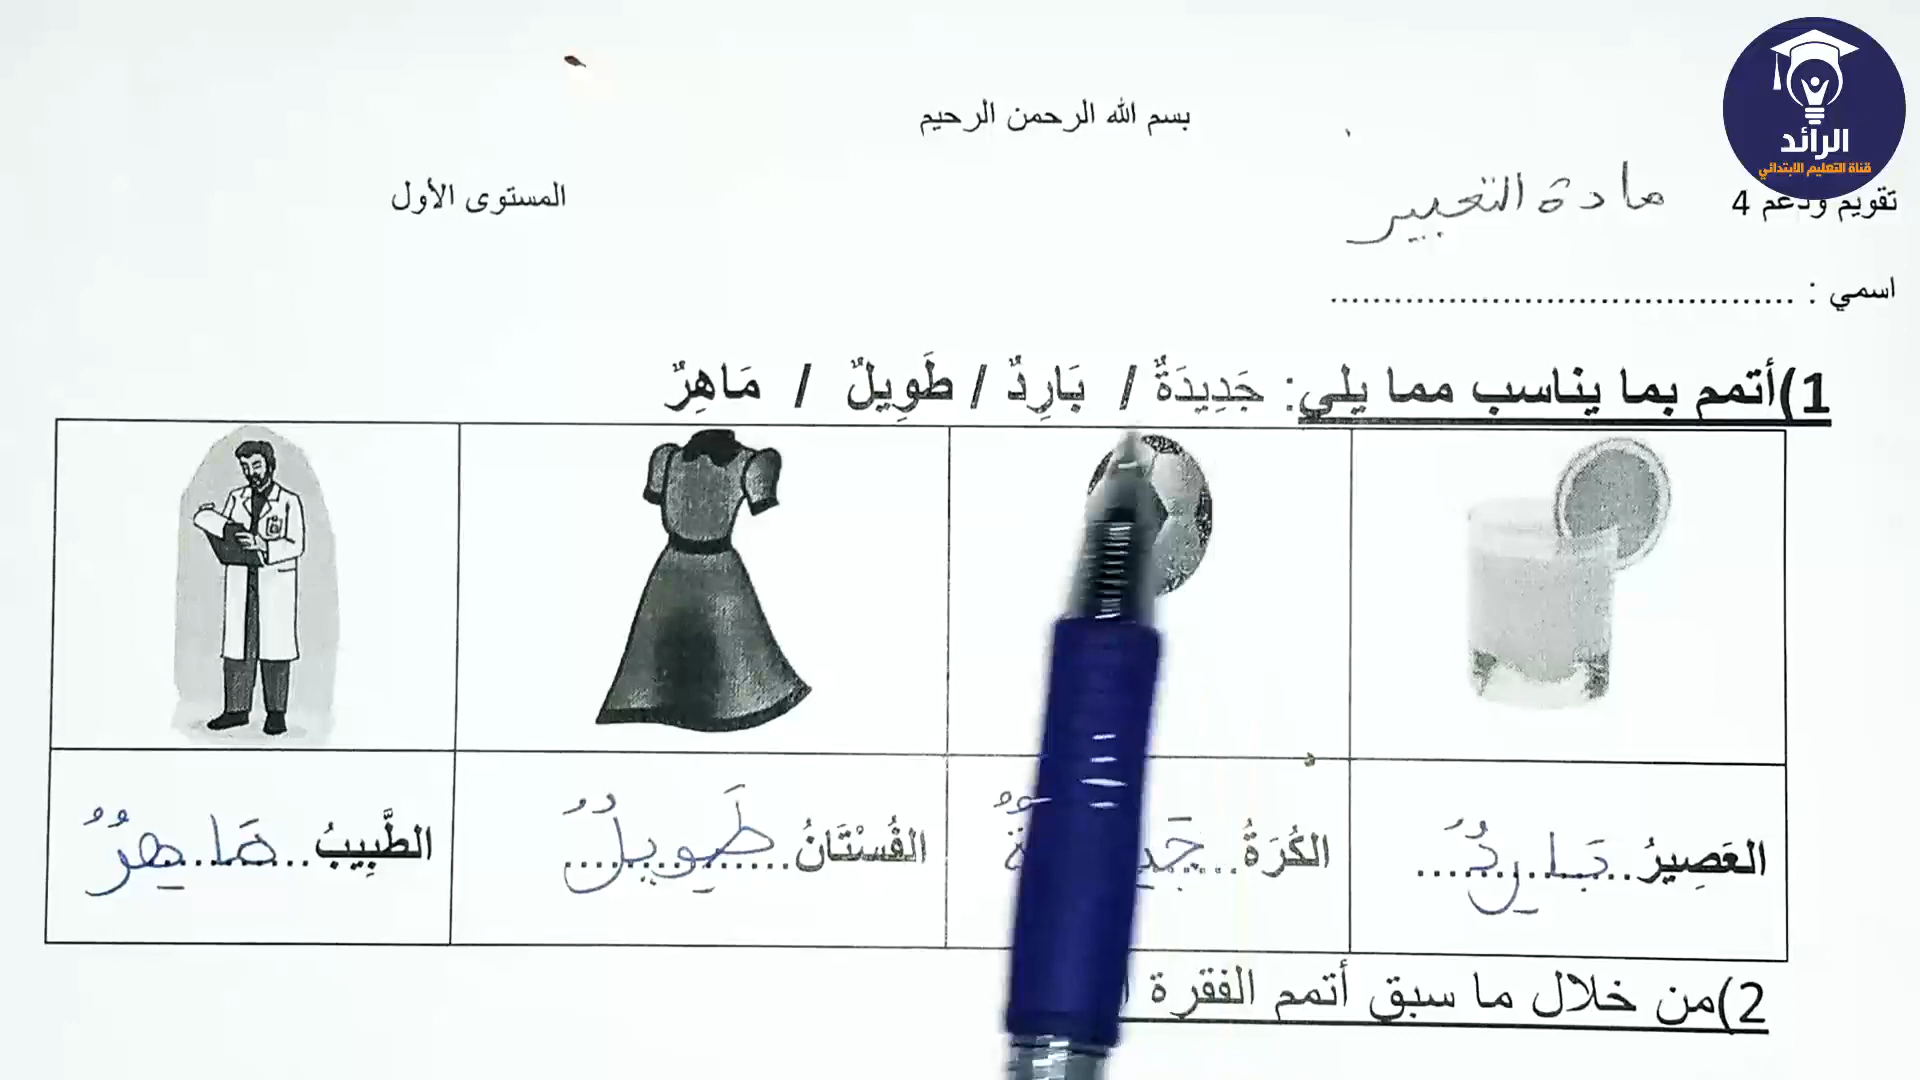 الرائد
قناة التعليم الابتدائي
بسم الله الرحمن الرحيم
تقويم ودعم 4 مادة التعبير المستوى الأول
اسمي : ............................................
1)أتمم بما يناسب مما يلي: جَدِيدَةٌ / بَارِدٌ / طَوِيلٌ / مَاهِرٌ
العَصِيرُ..بَارِدٌ.. الكُرَةُ... الفُسْتَانُ..طَوِيلٌ.. الطَّبِيبُ...مَاهِرٌ
2)من خلال ما سبق أتمم الفقرة